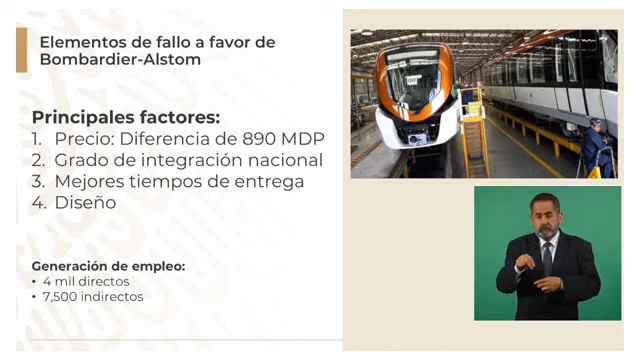 Elementos de fallo a favor de
Bombardier-Alstom
Principales factores:
1. Precio: Diferencia de 890 MDP
2. Grado de integración nacional
3. Mejores tiempos de entrega
4. Diseño
Generación de empleo:
• 4 mil directos
• 7,500 indirectos